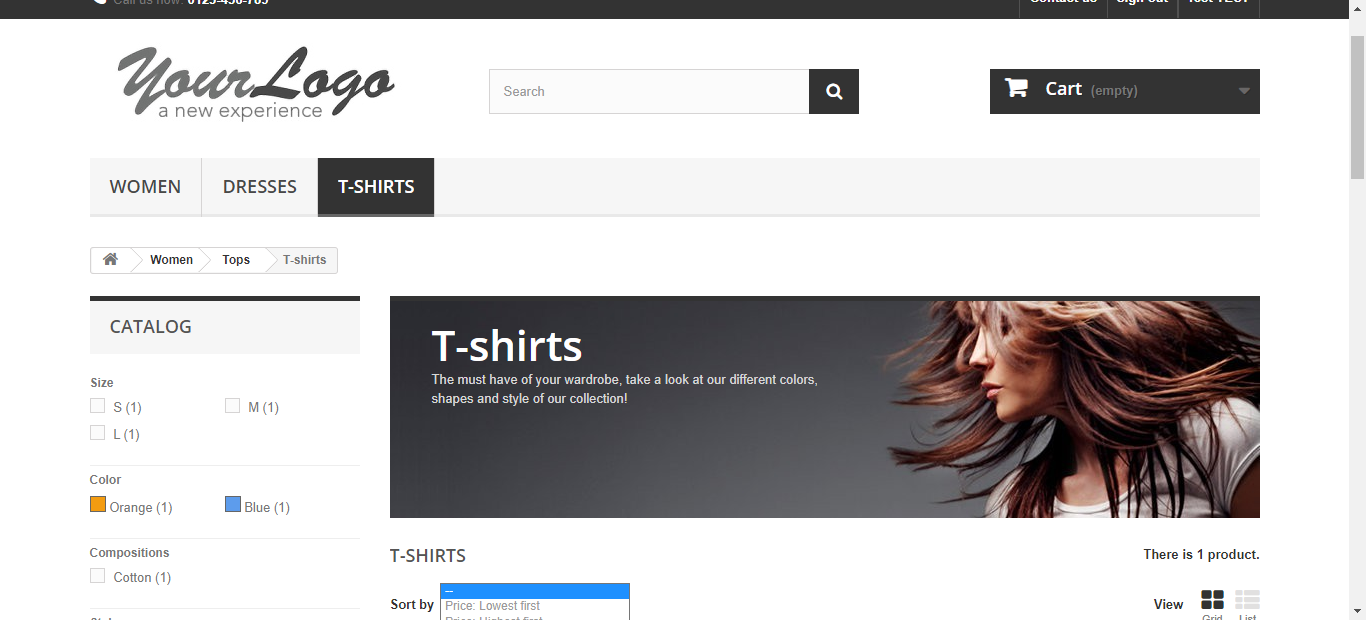 Call us now: 0123-456-789
Contact us Sign out Test TEST
YourLogo
a new experience
Search
Cart (empty)
WOMEN DRESSES T-SHIRTS
Women Tops T-shirts
CATALOG
Size
S (1) M (1)
L (1)
Color
Orange (1) Blue (1)
Compositions
Cotton (1)
T-shirts
The must have of your wardrobe, take a look at our different colors,
shapes and style of our collection!
T-SHIRTS There is 1 product.
Sort by
--
Price: Lowest first
Price: Highest first
View
Grid List